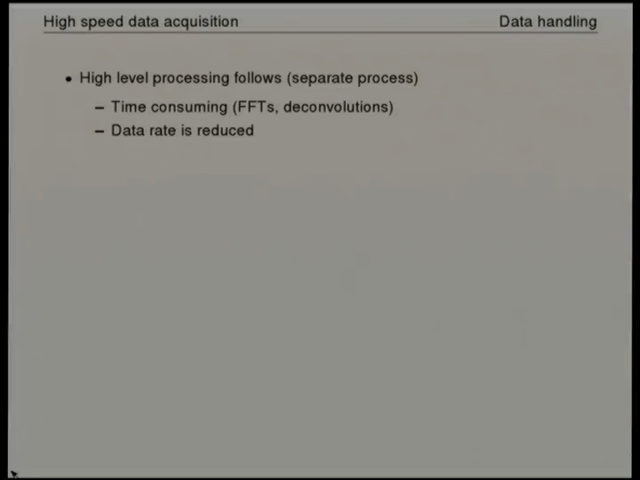 High speed data acquisition Data handling
• High level processing follows (separate process)
– Time consuming (FFTs, deconvolutions)
– Data rate is reduced